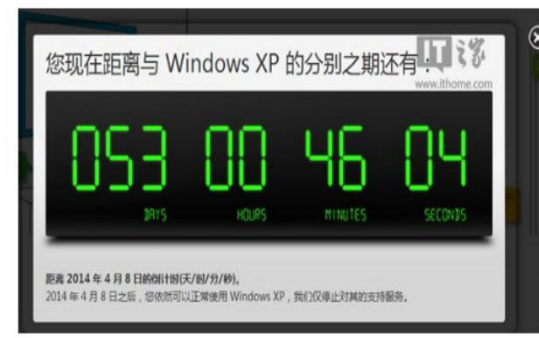 您现在距离与 Windows XP 的分别之期还有：
IT之家
www.ithome.com
053 00 46 04
DAYS HOURS MINUTES SECONDS
距离 2014 年 4 月 8 日的倒计时(天/时/分/秒)。
2014 年 4 月 8 日之后，您依然可以正常使用 Windows XP，我们仅停止对其的支持服务。